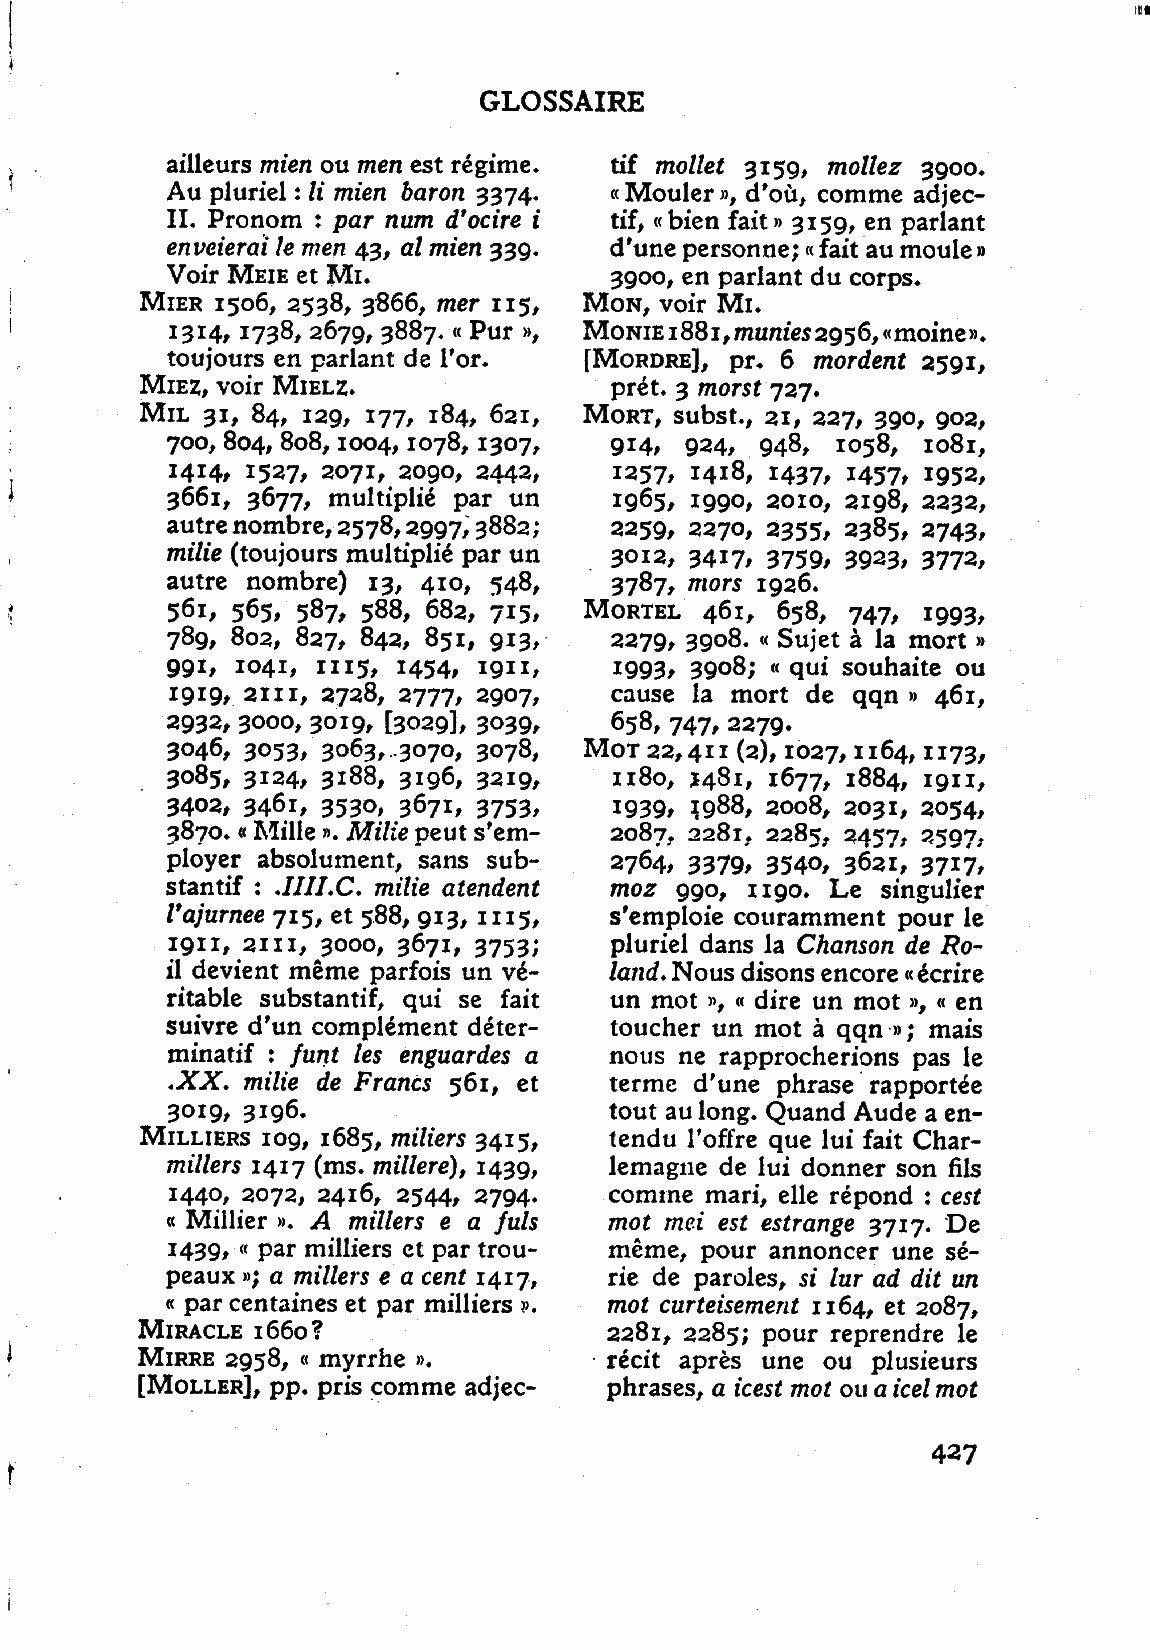 GLOSSAIRE
ailleurs mien ou men est régime.
Au pluriel : li mien baron 3374.
II. Pronom : par num d'ocire i
enveierai le men 43, al mien 339.
Voir MEIE et MI.
MIER 1506, 2538, 3866, mer 115,
1314, 1738, 2679, 3887. « Pur »,
toujours en parlant de l'or.
MIEZ, voir MIELZ.
MIL 31, 84, 129, 177, 184, 621,
700, 804, 808, 1004, 1078, 1307,
1414, 1527, 2071, 2090, 2442,
3661, 3677, multiplié par un
autre nombre, 2578, 2997, 3882;
milie (toujours multiplié par un
autre nombre) 13, 410, 548,
561, 565, 587, 588, 682, 715,
789, 802, 827, 842, 851, 913,
991, 1041, 1115, 1454, 1911,
1919, 2111, 2728, 2777, 2907,
2932, 3000, 3019, [3029], 3039,
3046, 3053, 3063, 3070, 3078,
3085, 3124, 3188, 3196, 3219,
3402, 3461, 3530, 3671, 3753,
3870. « Mille ». Milie peut s'em-
ployer absolument, sans sub-
stantif : .IIII.C. milie atendent
l'ajurnee 715, et 588, 913, 1115,
1911, 2111, 3000, 3671, 3753;
il devient même parfois un vé-
ritable substantif, qui se fait
suivre d'un complément déter-
minatif : funt les enguardes a
.XX. milie de Francs 561, et
3019, 3196.
MILLIERS 109, 1685, miliers 3415,
millers 1417 (ms. millere), 1439,
1440, 2072, 2416, 2544, 2794.
« Millier ». A millers e a fuls
1439, « par milliers et par trou-
peaux »; a millers e a cent 1417,
« par centaines et par milliers ».
MIRACLE 1660?
MIRRE 2958, « myrrhe ».
[MOLLER], pp. pris comme adjec-
tif mollet 3159, mollez 3900.
« Mouler », d'où, comme adjec-
tif, « bien fait » 3159, en parlant
d'une personne; « fait au moule »
3900, en parlant du corps.
MON, voir MI.
MONIE 1881, munies 2956, «moine».
[MORDRE], pr. 6 mordent 2591,
prét. 3 morst 727.
MORT, subst., 21, 227, 390, 902,
914, 924, 948, 1058, 1081,
1257, 1418, 1437, 1457, 1952,
1965, 1990, 2010, 2198, 2232,
2259, 2270, 2355, 2385, 2743,
3012, 3417, 3759, 3923, 3772,
3787, mors 1926.
MORTEL 461, 658, 747, 1993,
2279, 3908. « Sujet à la mort »
1993, 3908; « qui souhaite ou
cause la mort de qqn » 461,
658, 747, 2279.
MOT 22, 411 (2), 1027, 1164, 1173,
1180, 1481, 1677, 1884, 1911,
1939, 1988, 2008, 2031, 2054,
2087, 2281, 2285, 2457, 2597,
2764, 3379, 3540, 3621, 3717,
moz 990, 1190. Le singulier
s'emploie couramment pour le
pluriel dans la Chanson de Ro-
land. Nous disons encore « écrire
un mot », « dire un mot », « en
toucher un mot à qqn »; mais
nous ne rapprocherions pas le
terme d'une phrase rapportée
tout au long. Quand Aude a en-
tendu l'offre que lui fait Char-
lemagne de lui donner son fils
comme mari, elle répond : cest
mot mei est estrange 3717. De
même, pour annoncer une sé-
rie de paroles, si lur ad dit un
mot curteisement 1164, et 2087,
2281, 2285; pour reprendre le
récit après une ou plusieurs
phrases, a icest mot ou a icel mot
427